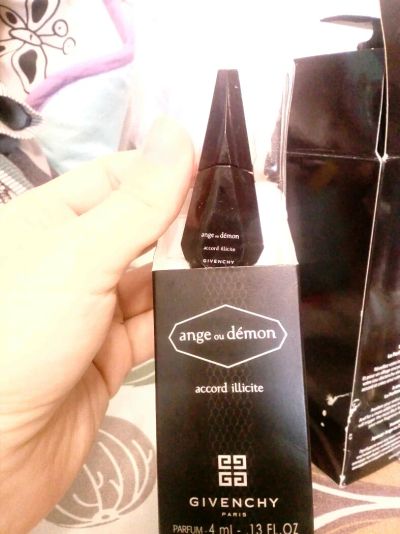 ange ou démon
accord illicite
GIVENCHY
ange ou démon
accord illicite
GIVENCHY
PARIS
PARFUM - 4 ml - .13 FL.OZ